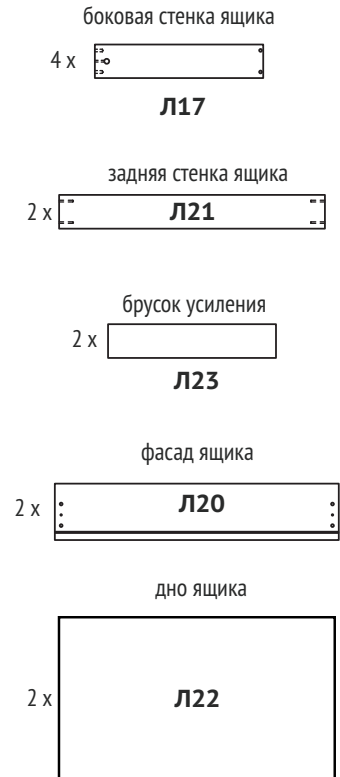 боковая стенка ящика
4 x
Л17
задняя стенка ящика
2 x
Л21
брусок усиления
2 x
Л23
фасад ящика
2 x
Л20
дно ящика
2 x
Л22